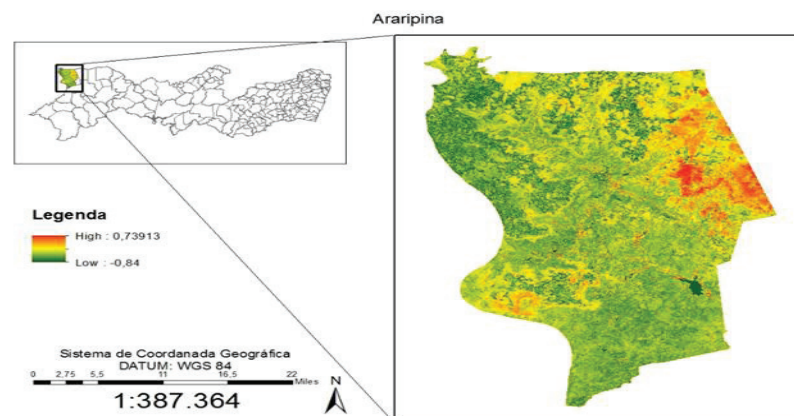 Araripina
Legenda
High : 0,73913
Low : -0,84
Sistema de Coordanada Geográfica
DATUM: WGS 84
0 2,75 5,5 11 16,5 22
Miles
N
1:387.364